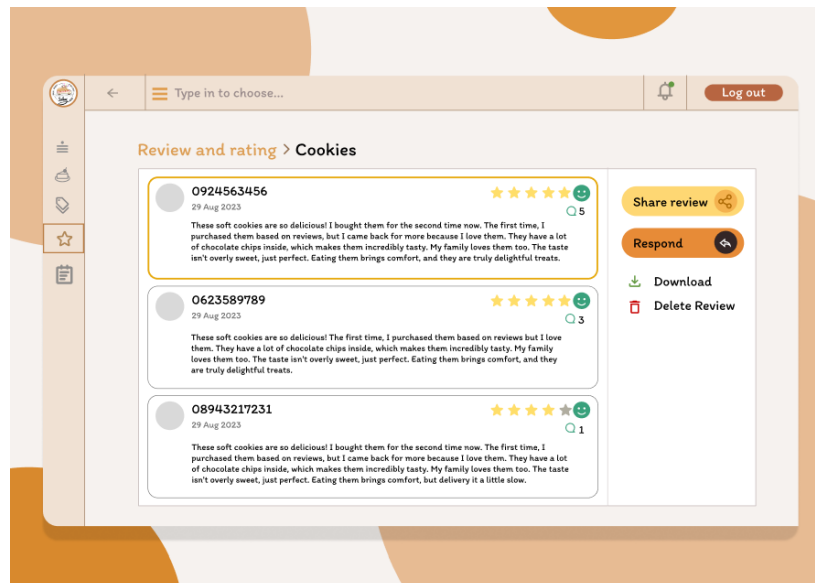 Type in to choose...
Log out
Review and rating > Cookies
0924563456
29 Aug 2023
5
These soft cookies are so delicious! I bought them for the second time now. The first time, I
purchased them based on reviews, but I came back for more because I love them. They have a lot
of chocolate chips inside, which makes them incredibly tasty. My family loves them too. The taste
isn't overly sweet, just perfect. Eating them brings comfort, and they are truly delightful treats.
Share review
Respond
Download
Delete Review
0623589789
29 Aug 2023
3
These soft cookies are so delicious! The first time, I purchased them based on reviews but I love
them. They have a lot of chocolate chips inside, which makes them incredibly tasty. My family
loves them too. The taste isn't overly sweet, just perfect. Eating them brings comfort, and they
are truly delightful treats.
08943217231
29 Aug 2023
1
These soft cookies are so delicious! I bought them for the second time now. The first time, I
purchased them based on reviews, but I came back for more because I love them. They have a lot
of chocolate chips inside, which makes them incredibly tasty. My family loves them too. The taste
isn't overly sweet, just perfect. Eating them brings comfort, but delivery it a little slow.